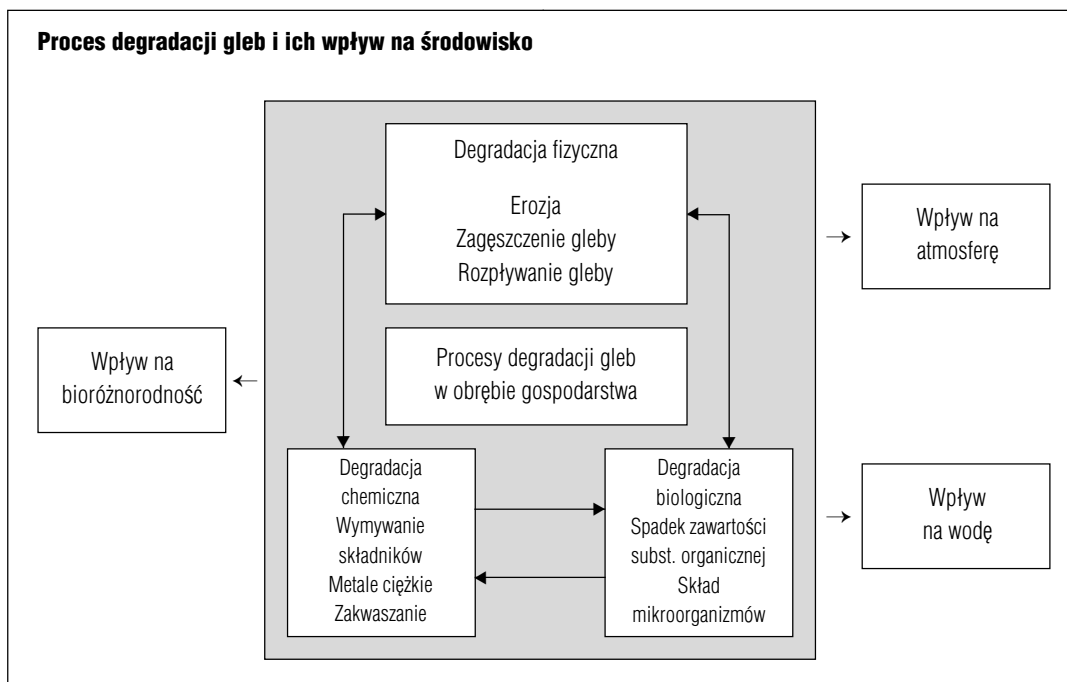 Proces degradacji gleb i ich wpływ na środowisko
Degradacja fizyczna
Erozja
Zagęszczenie gleby
Rozpływanie gleby
Wpływ na
atmosferę
Procesy degradacji gleb
w obrębie gospodarstwa
Wpływ na
bioróżnorodność
Degradacja
chemiczna
Wymywanie
składników
Metale ciężkie
Zakwaszanie
Degradacja
biologiczna
Spadek zawartości
subst. organicznej
Skład
mikroorganizmów
Wpływ
na wodę